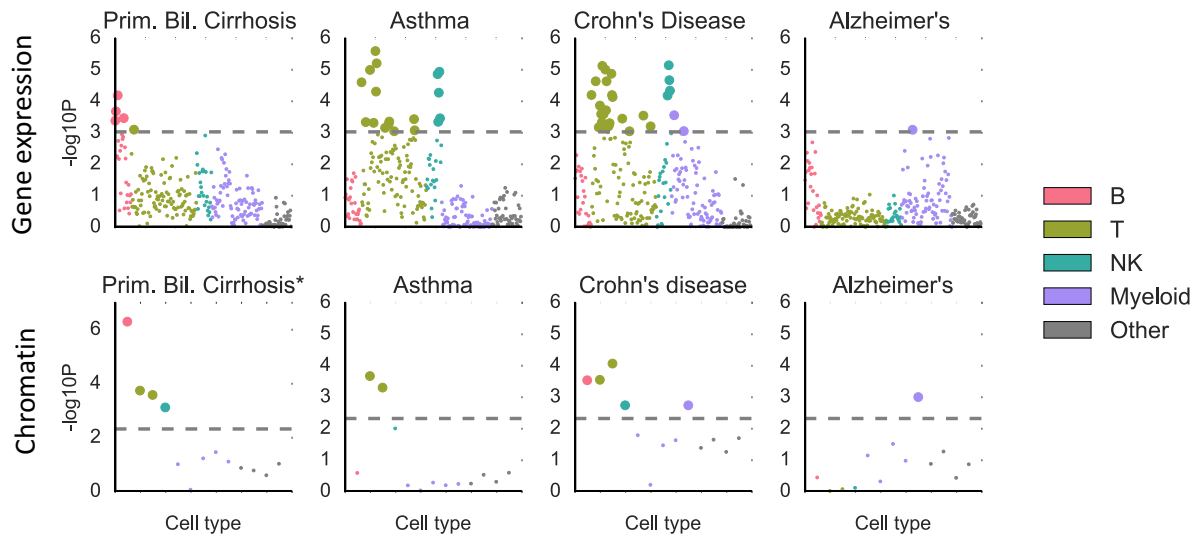 Prim. Bil. Cirrhosis
Asthma
Crohn's Disease
Alzheimer's
Gene expression
-log10P
6
5
4
3
2
1
0
6
5
4
3
2
1
0
6
5
4
3
2
1
0
6
5
4
3
2
1
0
B
T
NK
Myeloid
Other
Prim. Bil. Cirrhosis*
Asthma
Crohn's disease
Alzheimer's
Chromatin
-log10P
6
4
2
0
6
5
4
3
2
1
0
6
5
4
3
2
1
0
6
5
4
3
2
1
0
Cell type
Cell type
Cell type
Cell type